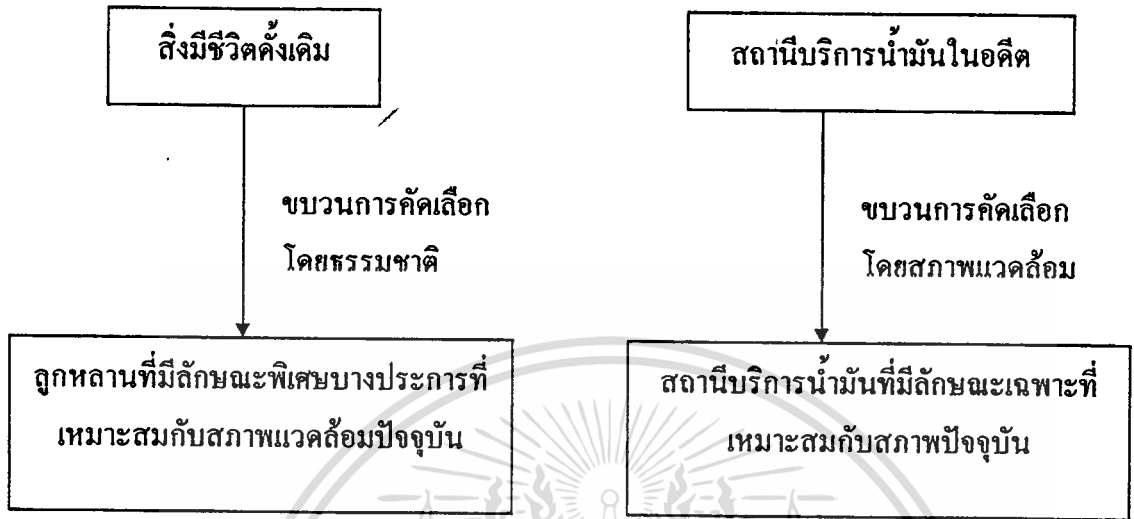 สิ่งมีชีวิตดั้งเดิม
ขบวนการคัดเลือก
โดยธรรมชาติ
ลูกหลานที่มีลักษณะพิเศษบางประการที่
เหมาะสมกับสภาพแวดล้อมปัจจุบัน
สถานีบริการน้ำมันในอดีต
ขบวนการคัดเลือก
โดยสภาพแวดล้อม
สถานีบริการน้ำมันที่มีลักษณะเฉพาะที่
เหมาะสมกับสภาพปัจจุบัน